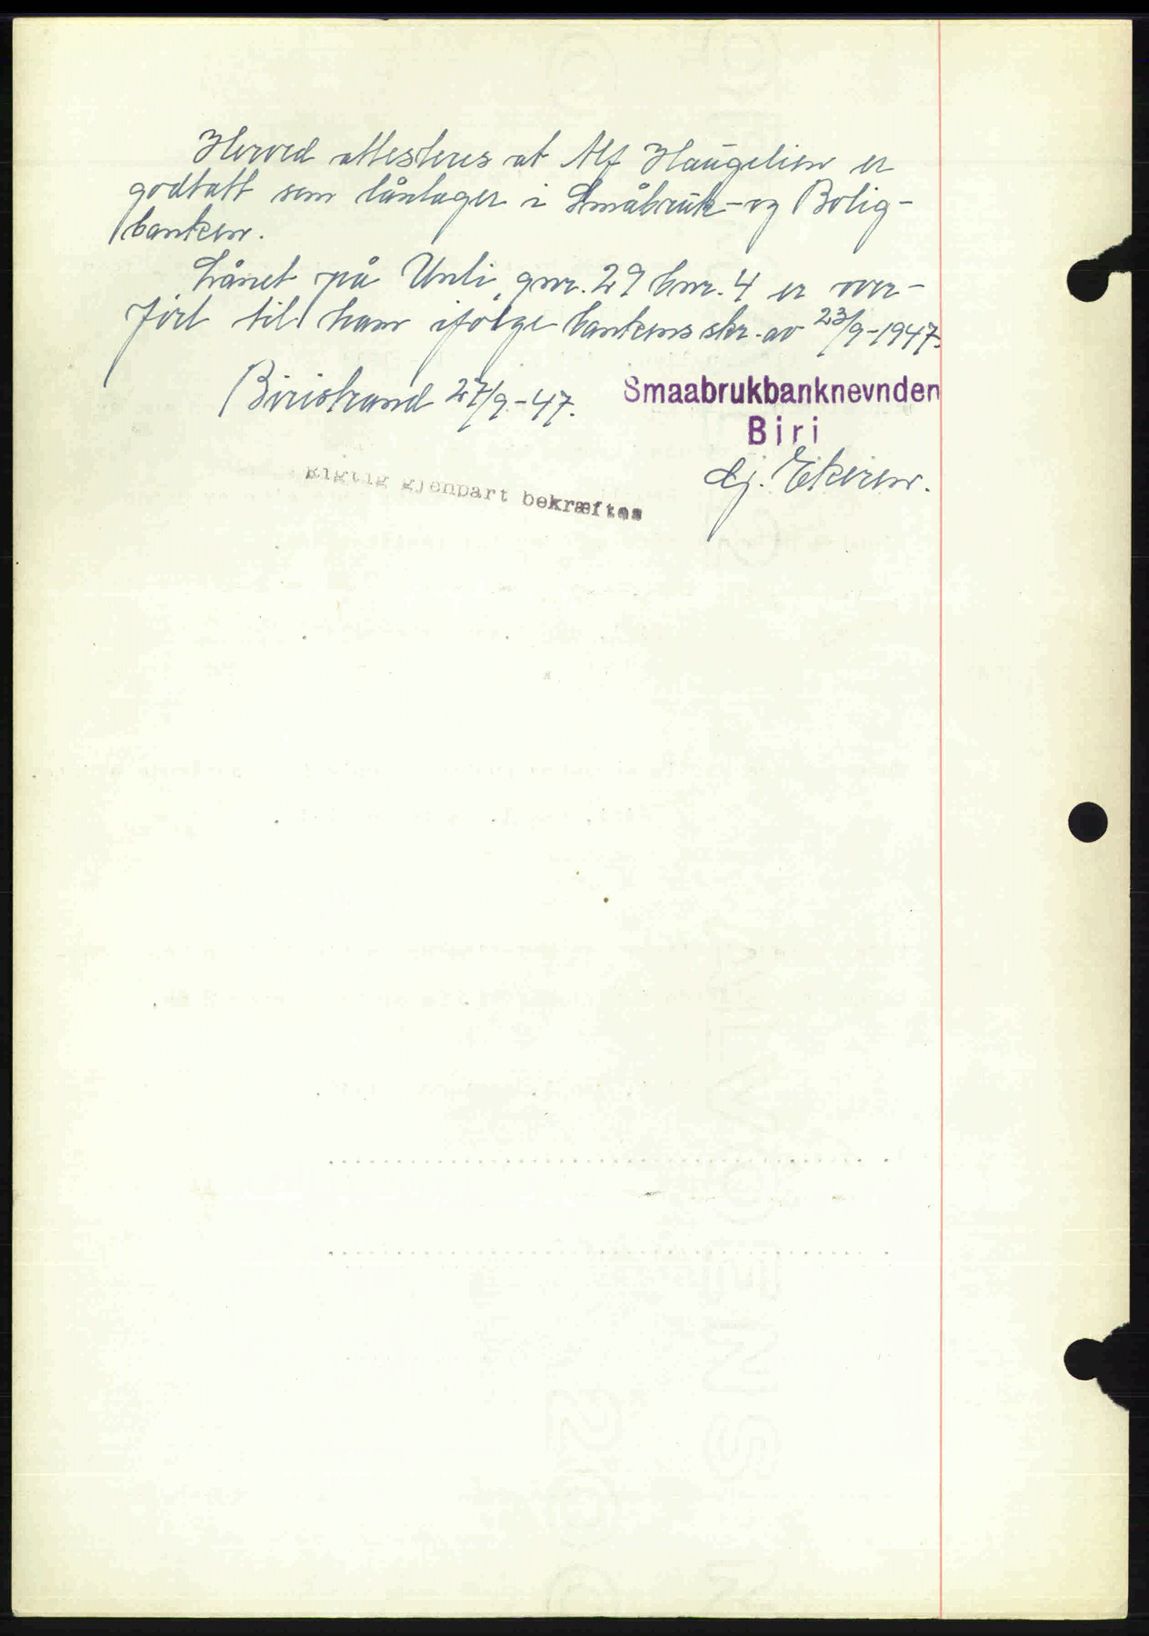 Herved attesteres at Alf Haugelien er
godtatt som låntager i Småbruk- og Bolig-
banken.
Lånet på Unli, gnr. 29 bnr. 4 er over-
ført til ham ifølge bankens skr. av 23/9-1947.
Biristrand 27/9-47.
Smaabrukbanknevnden
Biri
Ekeren.
Rigtig gjenpart bekræftes